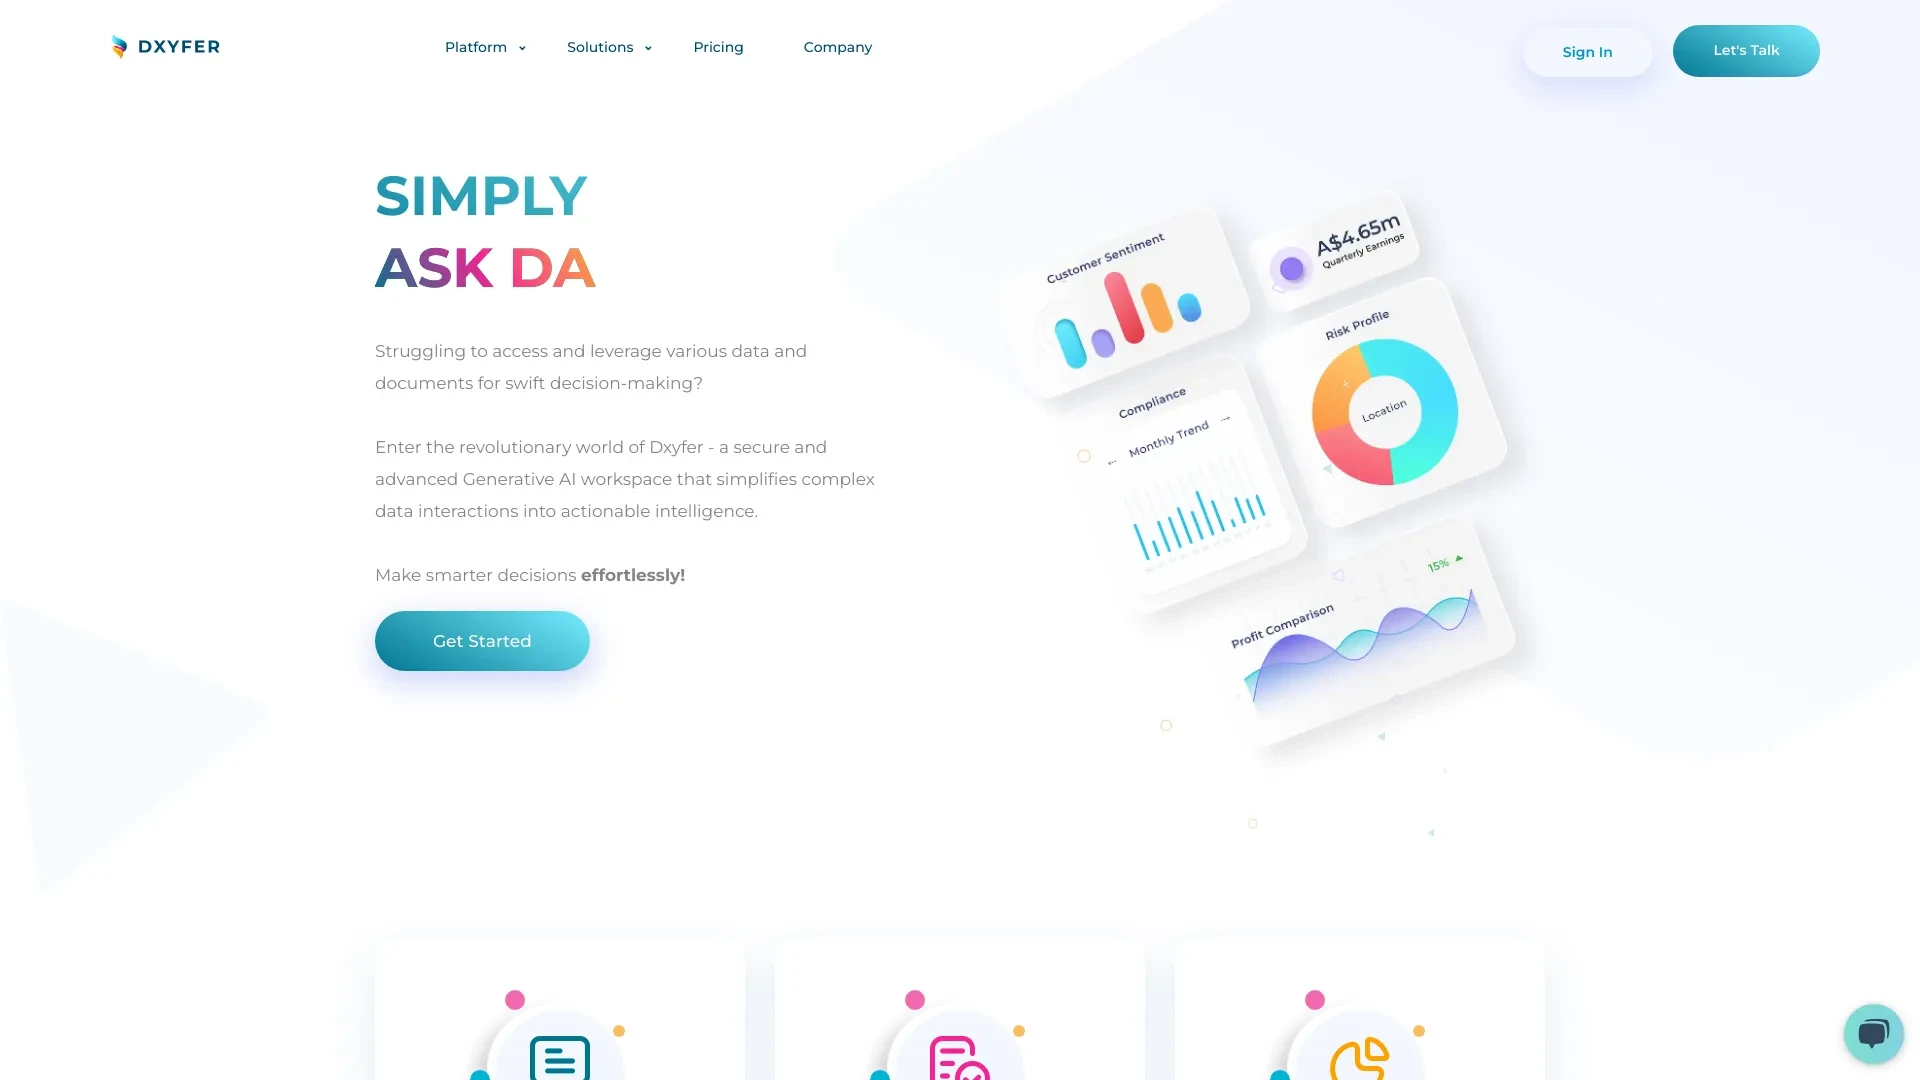 DXYFER
Platform
Solutions
Pricing
Company
Sign In
Let's Talk
SIMPLY
ASK DA
Struggling to access and leverage various data and
documents for swift decision-making?
Enter the revolutionary world of Dxyfer - a secure and
advanced Generative AI workspace that simplifies complex
data interactions into actionable intelligence.
Make smarter decisions effortlessly!
Get Started
Customer Sentiment
A$4.65m
Quarterly Earnings
Risk Profile
Location
Compliance
← Monthly Trend →
15%
Profit Comparison